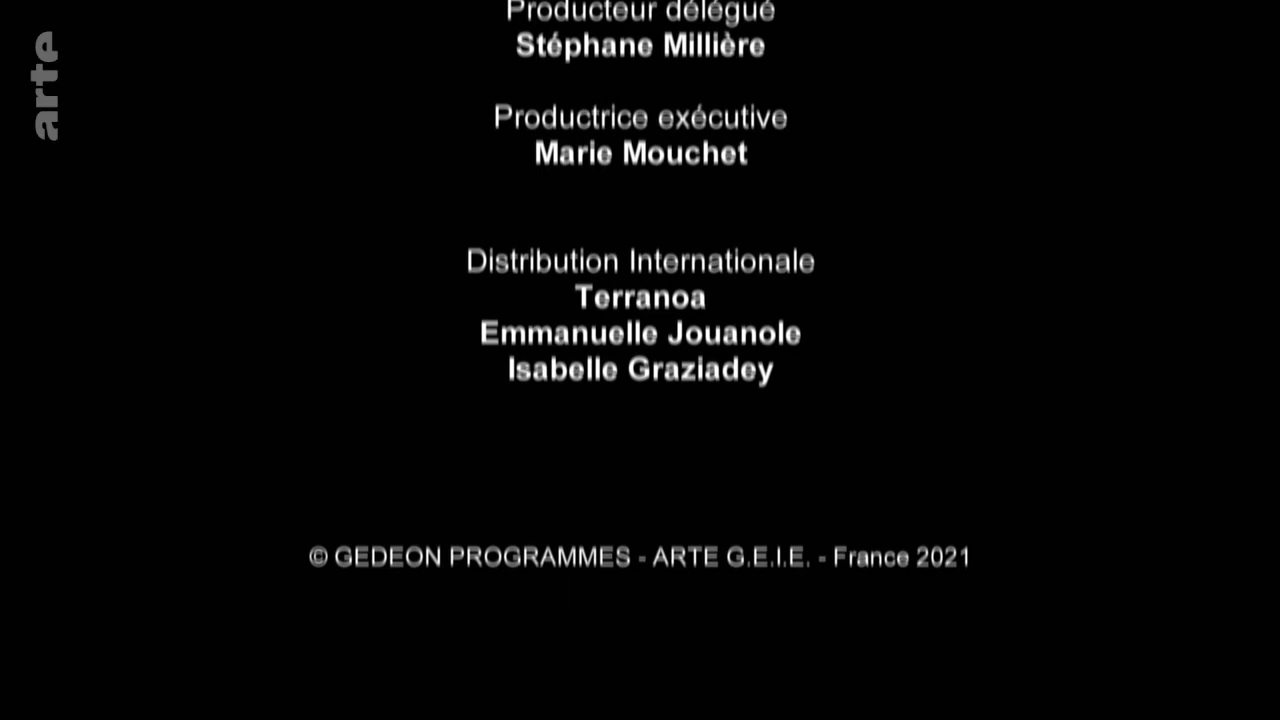 arte
Producteur délégué
Stéphane Millière
Productrice exécutive
Marie Mouchet
Distribution Internationale
Terranoa
Emmanuelle Jouanole
Isabelle Graziadey
© GEDEON PROGRAMMES - ARTE G.E.I.E. - France 2021